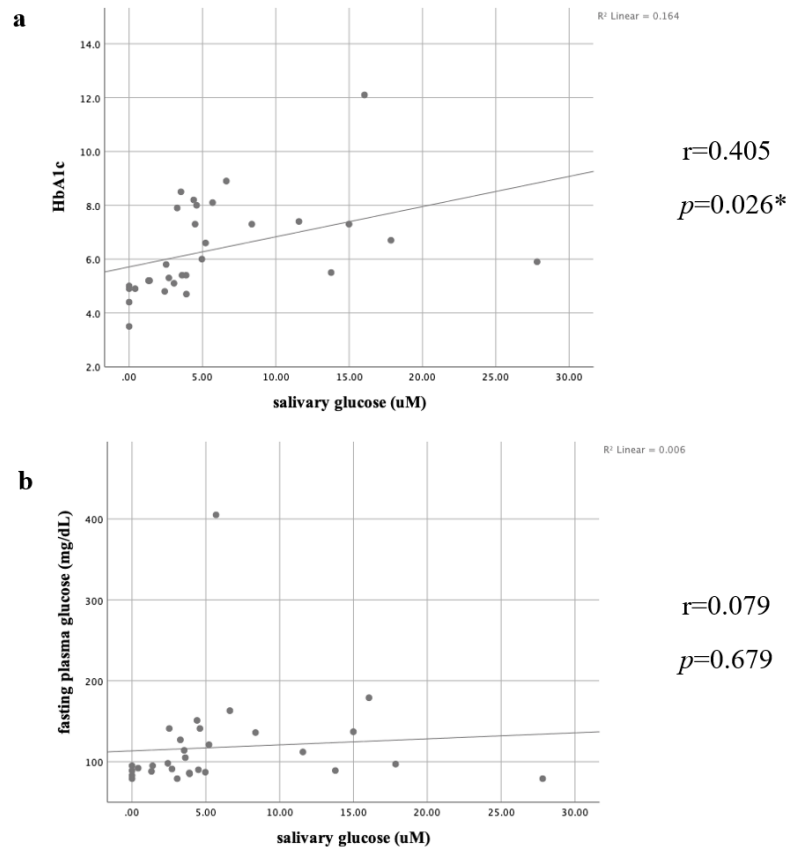 a
R² Linear = 0.164
14.0
12.0
10.0
8.0
6.0
4.0
2.0
HbA1c
.00 5.00 10.00 15.00 20.00 25.00 30.00
salivary glucose (uM)
r=0.405
p=0.026*
b
R² Linear = 0.006
400
300
200
100
fasting plasma glucose (mg/dL)
.00 5.00 10.00 15.00 20.00 25.00 30.00
salivary glucose (uM)
r=0.079
p=0.679